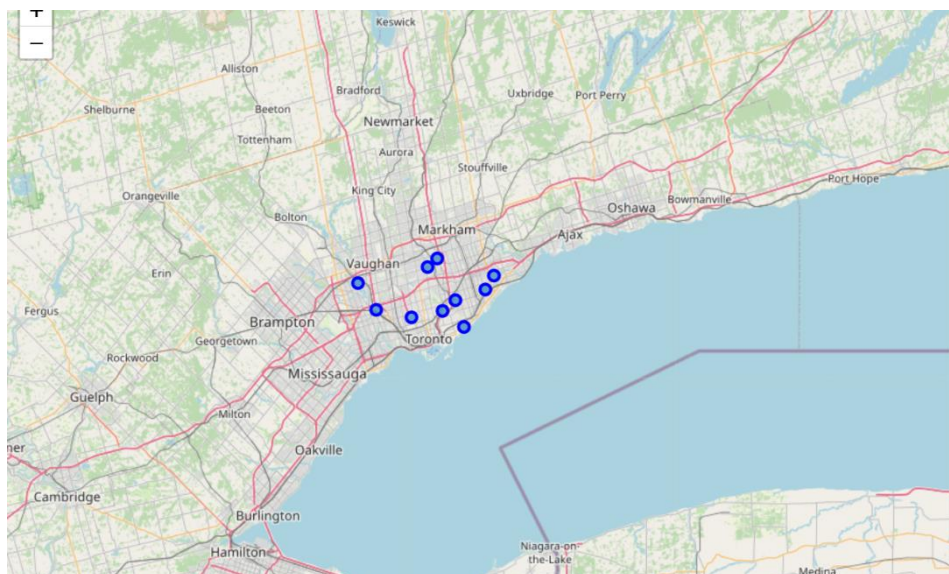 +
−
Keswick
Alliston
Bradford
Uxbridge
Port Perry
Shelburne
Beeton
Newmarket
Tottenham
Aurora
Stouffville
King City
Port Hope
Orangeville
Bowmanville
Oshawa
Bolton
Markham
Ajax
Vaughan
Erin
Fergus
Brampton
Georgetown
Toronto
Rockwood
Mississauga
Guelph
Milton
ner
Oakville
Cambridge
Burlington
Hamilton
Niagara-on
the-Lake
Medina